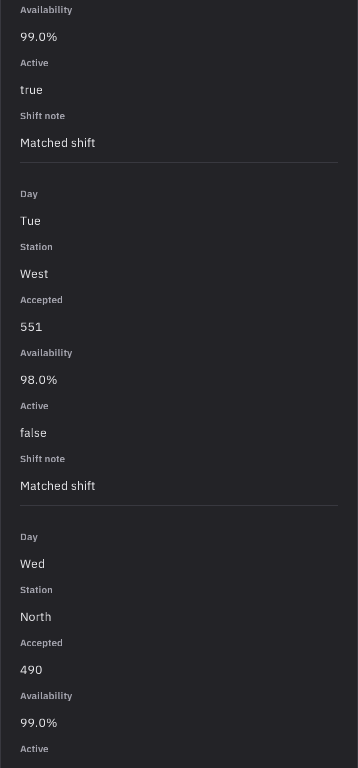 Availability
99.0%
Active
true
Shift note
Matched shift
Day
Tue
Station
West
Accepted
551
Availability
98.0%
Active
false
Shift note
Matched shift
Day
Wed
Station
North
Accepted
490
Availability
99.0%
Active